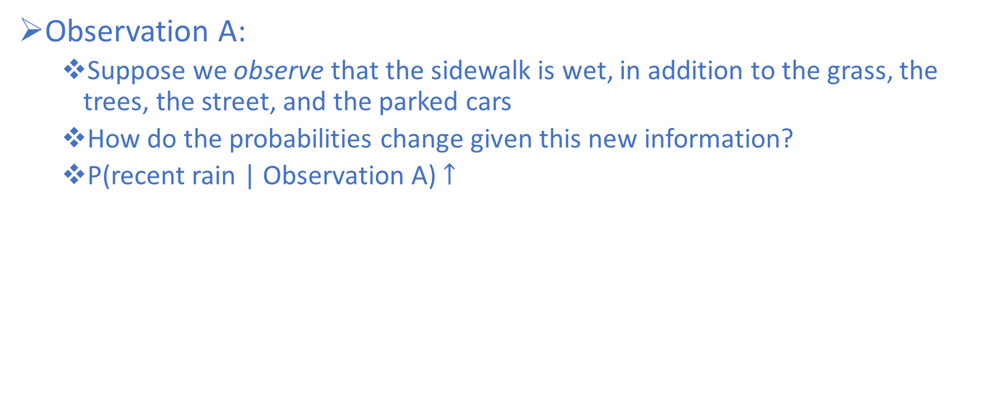 ➢Observation A:
❖Suppose we observe that the sidewalk is wet, in addition to the grass, the
trees, the street, and the parked cars
❖How do the probabilities change given this new information?
❖P(recent rain | Observation A) ↑